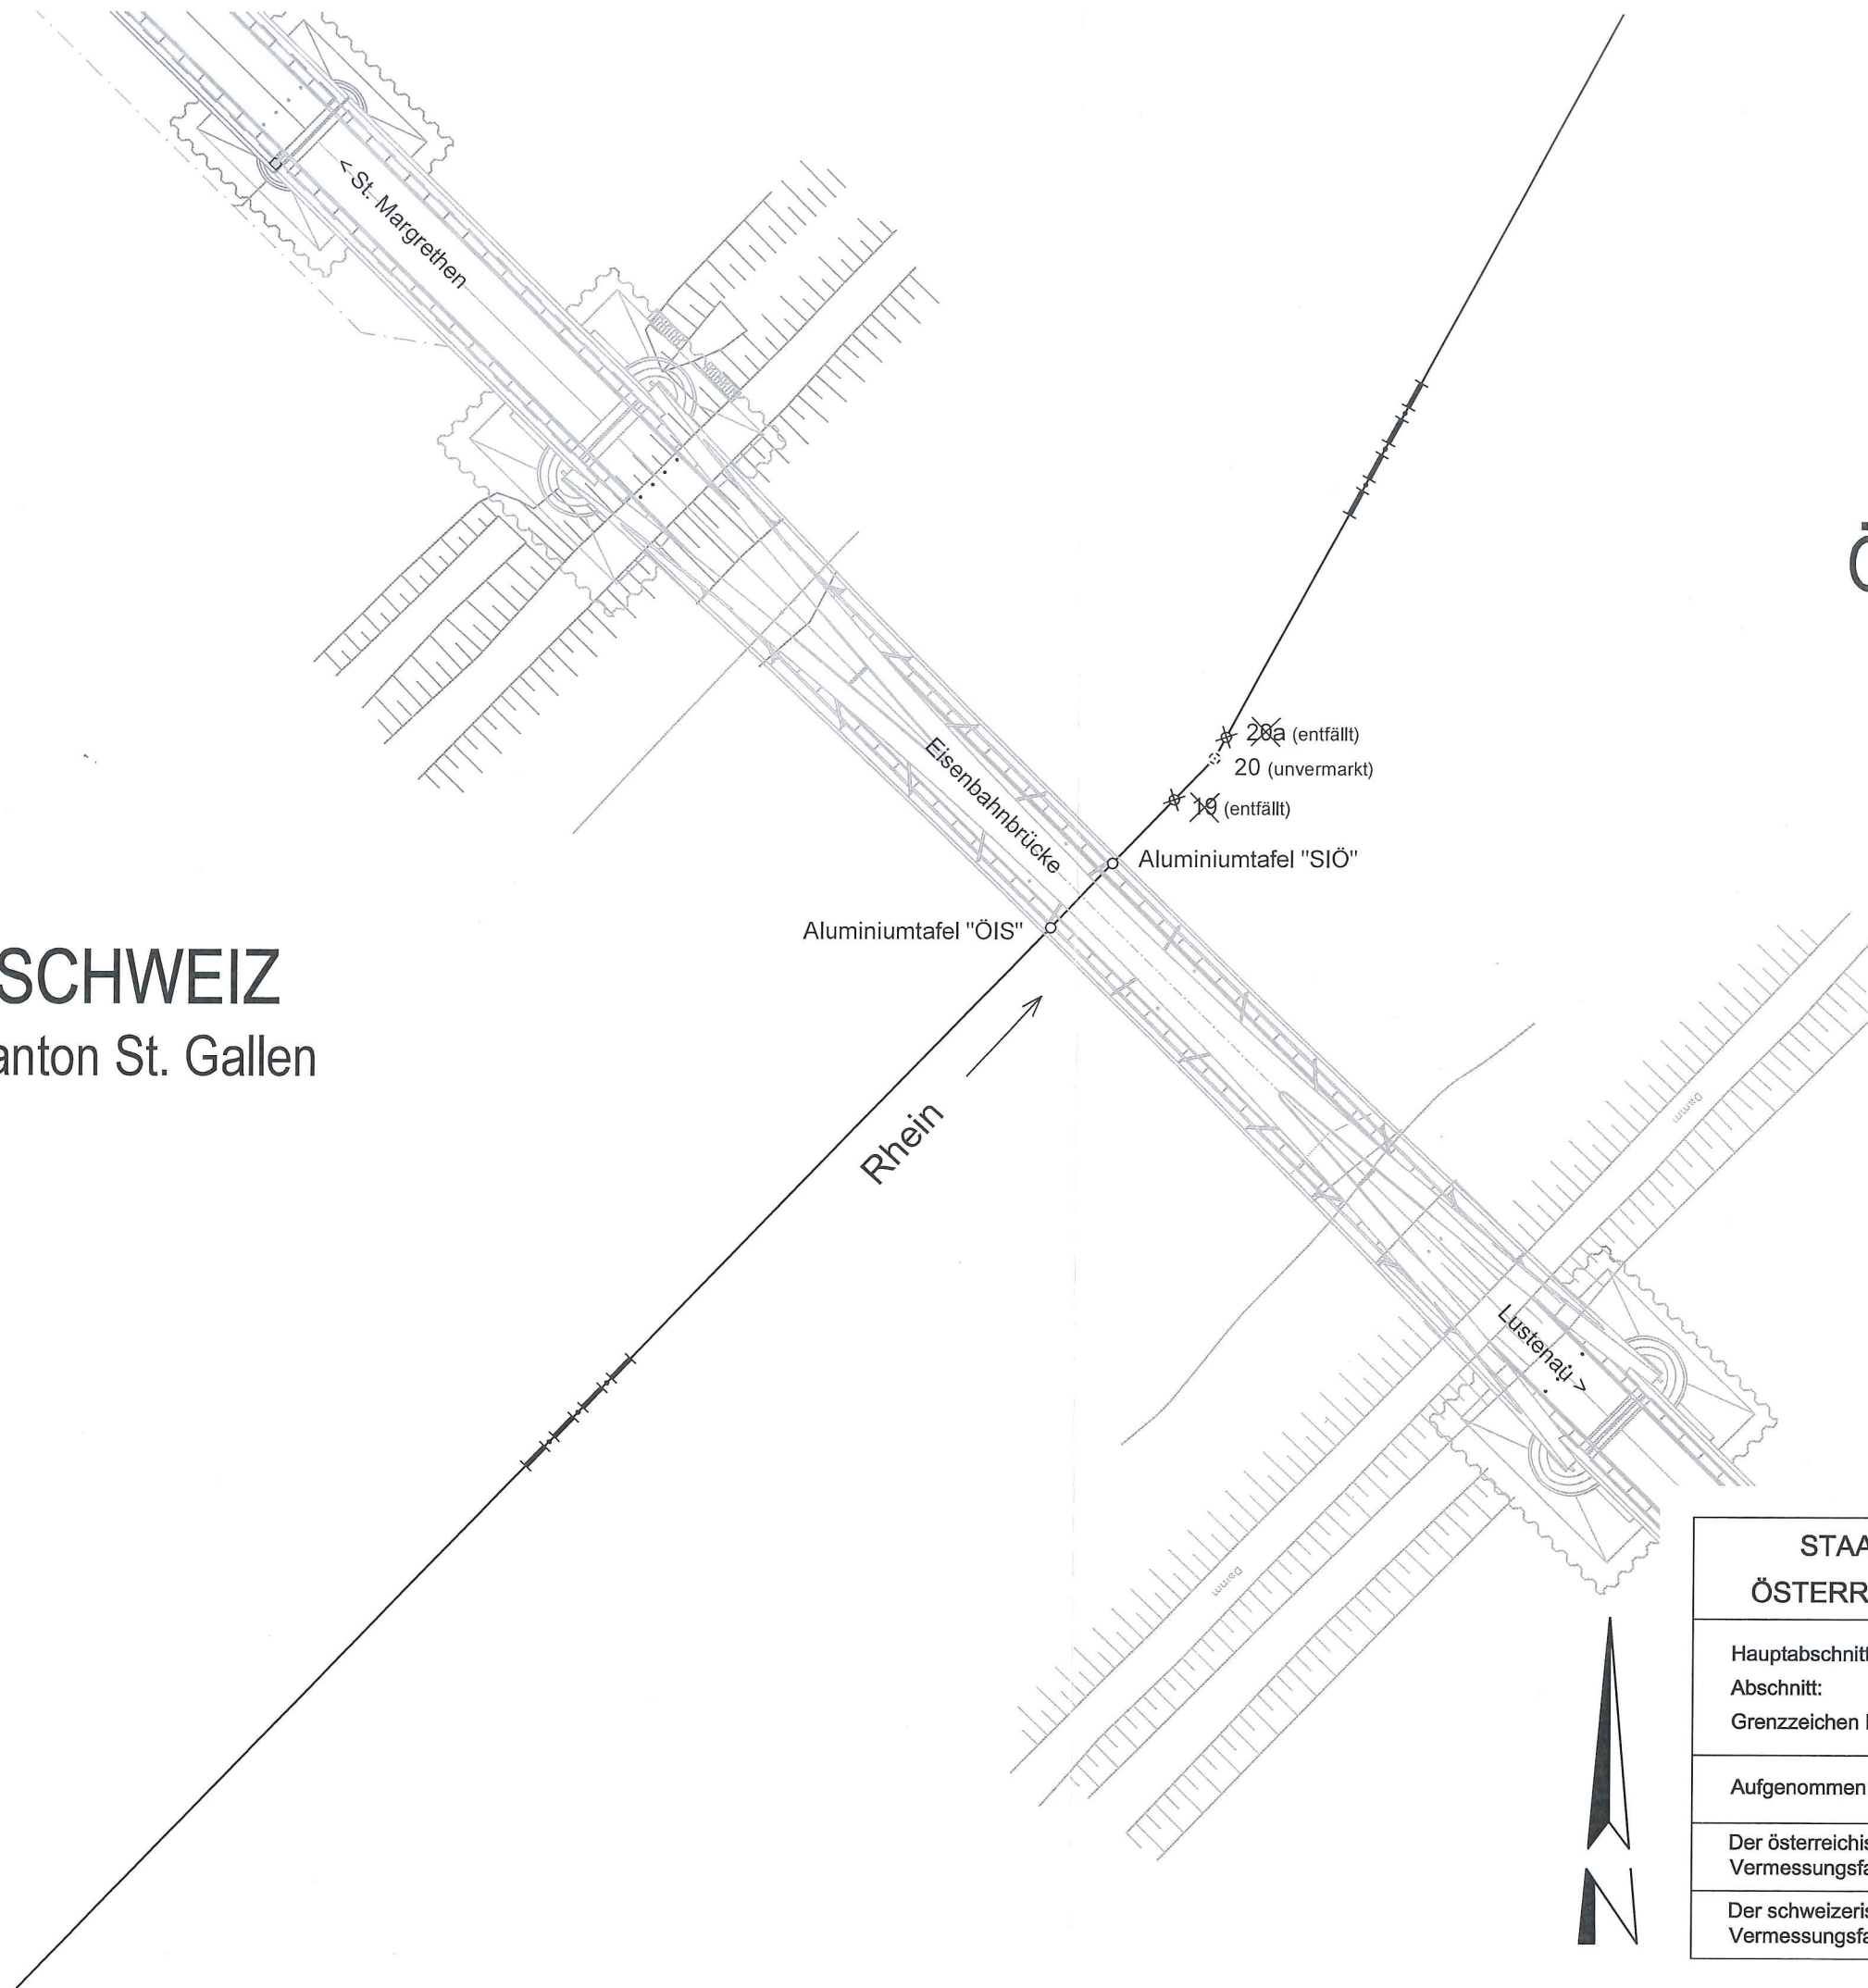 < St. Margrethen
Ö
20a (entfällt)
20 (unvermarkt)
19 (entfällt)
Eisenbahnbrücke
Aluminiumtafel "SIÖ"
Aluminiumtafel "ÖIS"
SCHWEIZ
anton St. Gallen
Rhein
Damm
Lustenau >
Damm
STAA
ÖSTERR
Hauptabschnitt
Abschnitt:
Grenzzeichen
Aufgenommen
Der österreichis
Vermessungsfa
Der schweizeris
Vermessungsfa
N